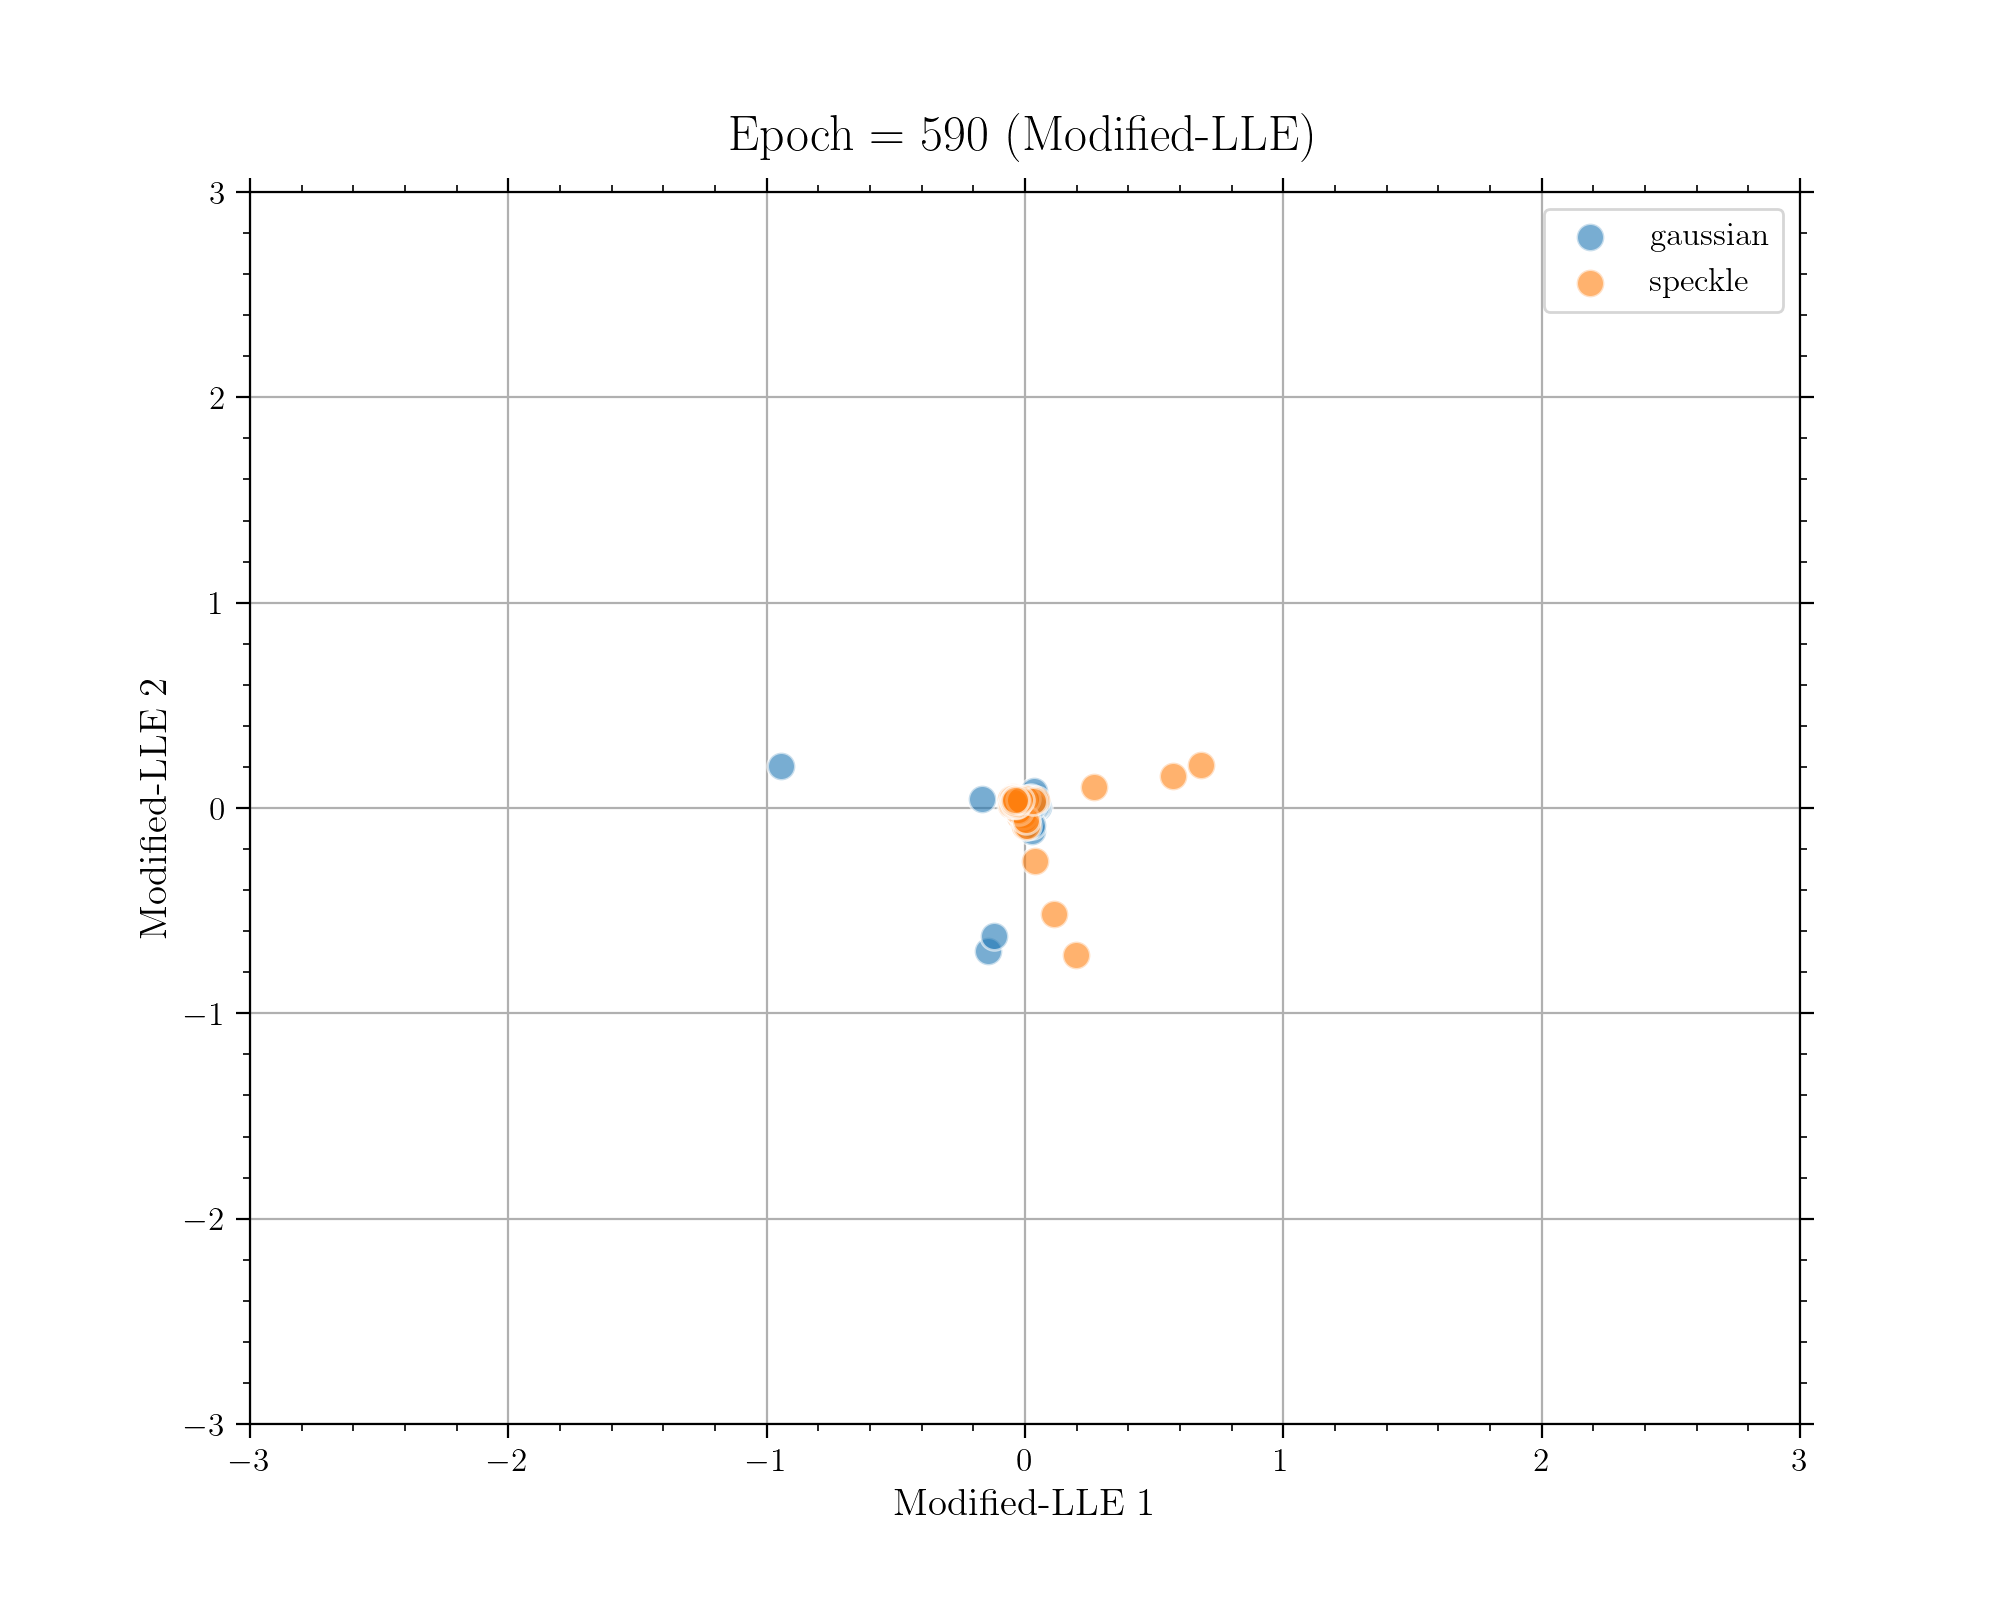 Epoch = 590 (Modified-LLE)
gaussian
speckle
3
2
1
0
−1
−2
−3
Modified-LLE 2
−3
−2
−1
0
1
2
3
Modified-LLE 1